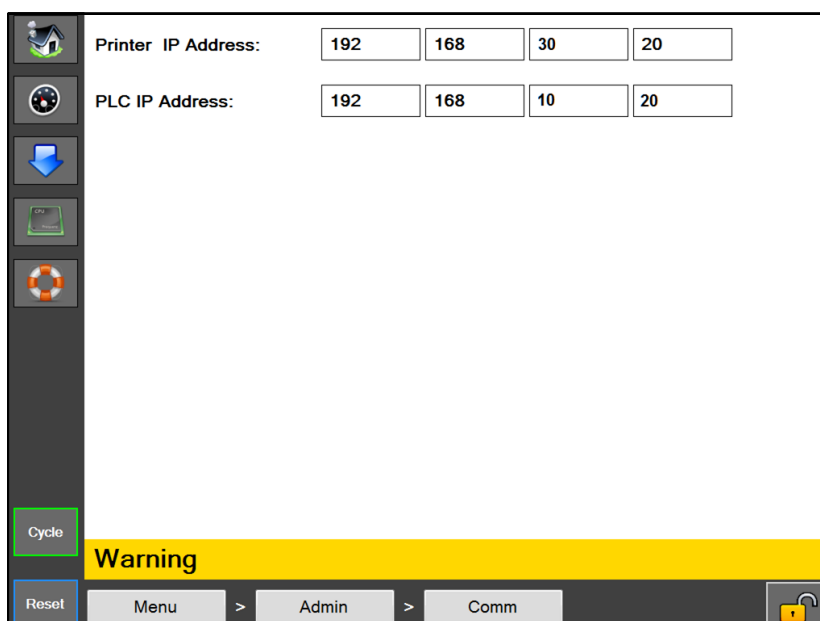 Printer IP Address: 192 168 30 20
PLC IP Address: 192 168 10 20
CPU
Cycle
Warning
Reset Menu > Admin > Comm